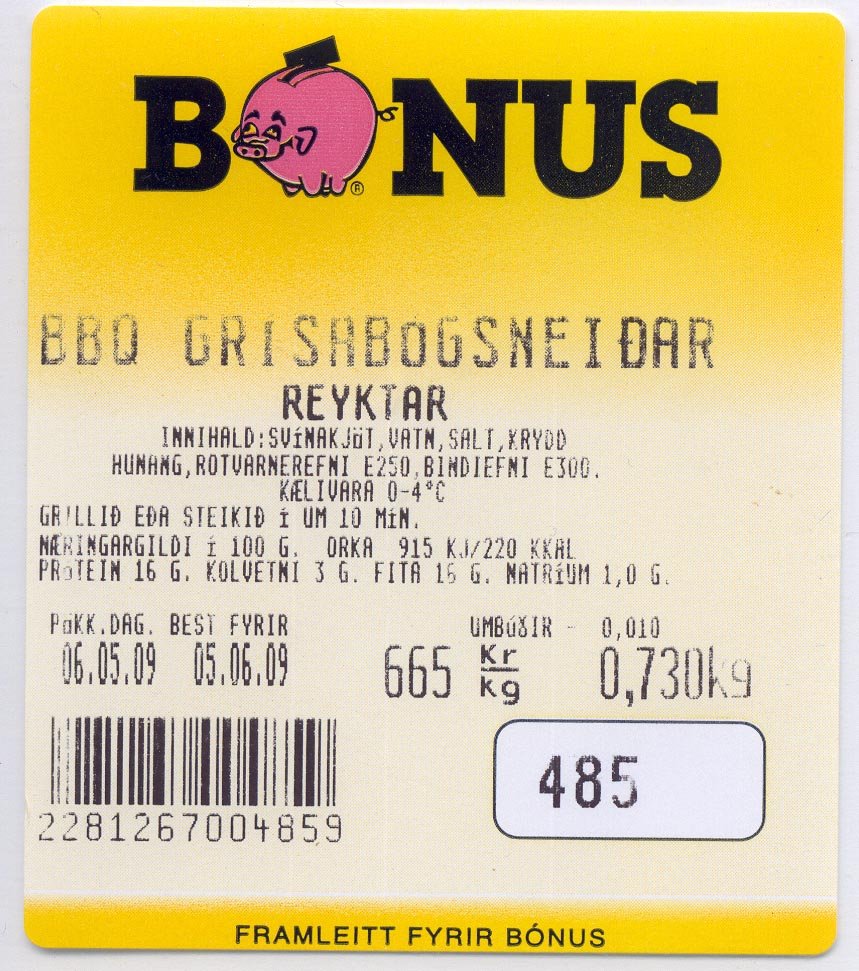 BÓNUS
®
BBQ GRÍSABÓGSNEIÐAR
REYKTAR
INNIHALD:SVÍNAKJÖT,VATN,SALT,KRYDD
HUNANG,ROTVARNEREFNI E250,BINDIEFNI E300.
KÆLIVARA 0-4°C
GRILLIÐ EÐA STEIKIÐ Í UM 10 MÍN.
NÆRINGARGILDI Í 100 G. ORKA 915 KJ/220 KKAL
PRÓTEIN 16 G. KOLVETNI 3 G. FITA 16 G. NATRÍUM 1,0 G.
PÖKK.DAG. BEST FYRIR UMBÚÐIR - 0,010
06.05.09 05.06.09 665 Kr/kg 0,730kg
485
2281267004859
FRAMLEITT FYRIR BÓNUS